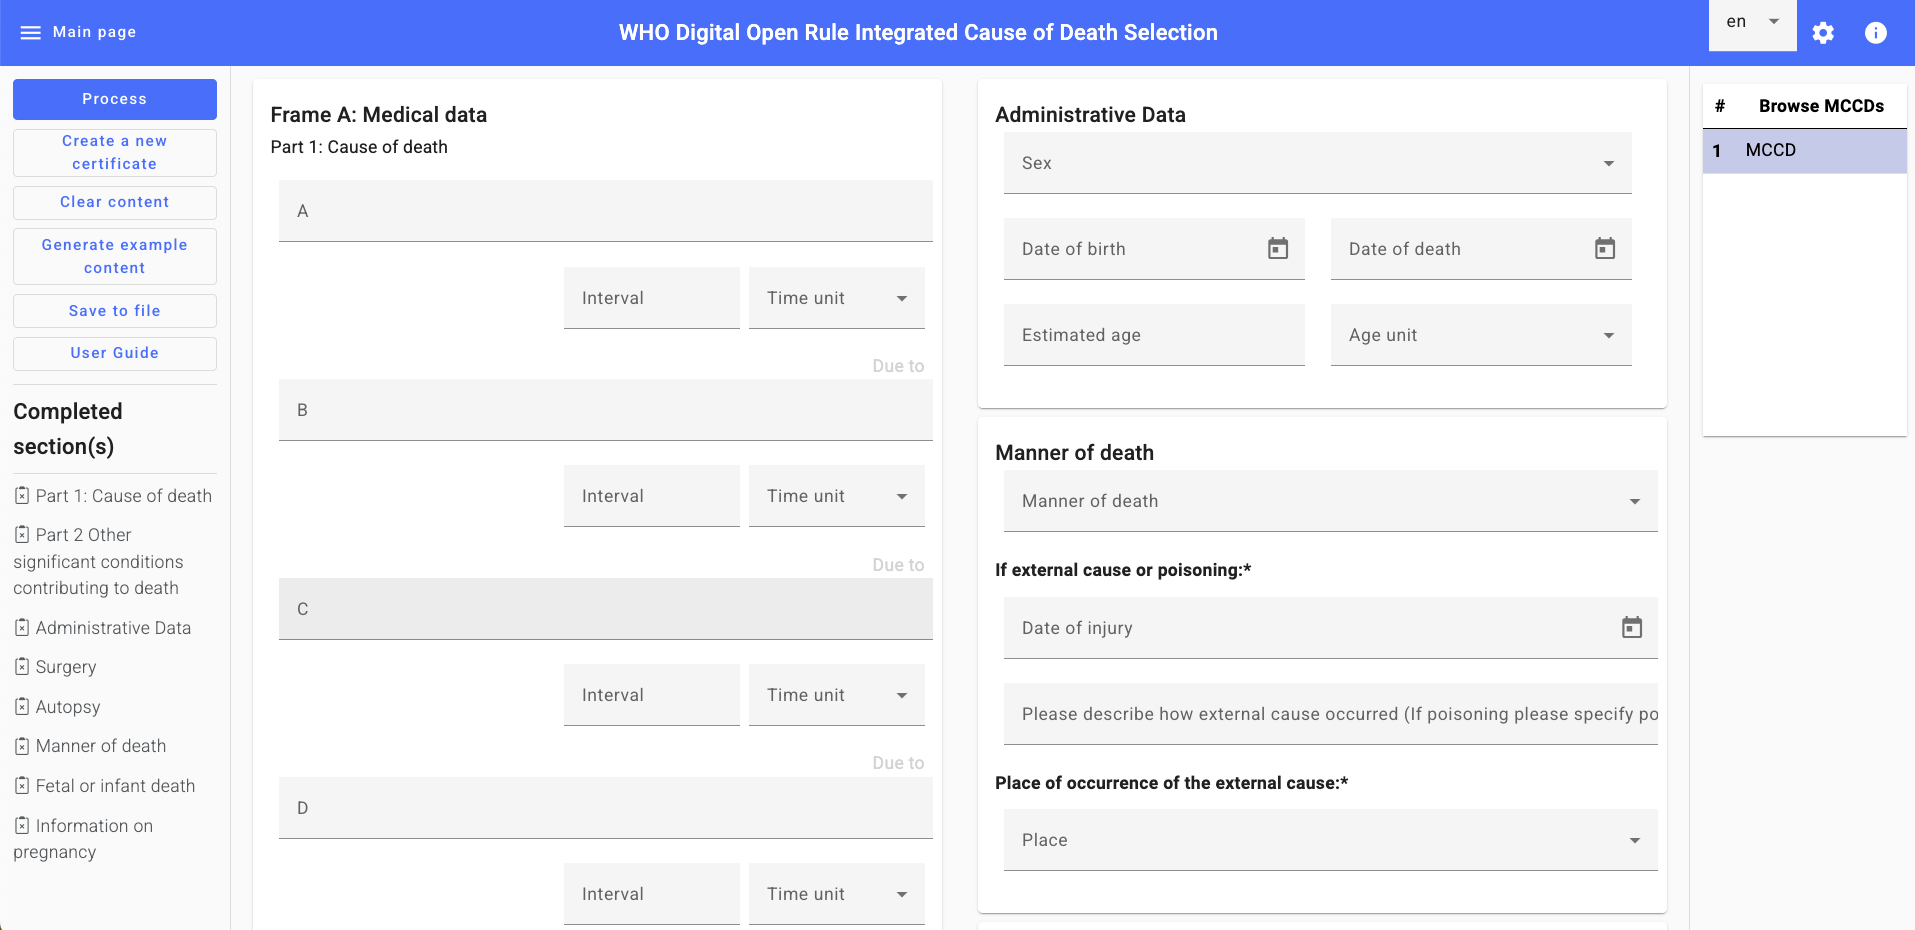 Main page
WHO Digital Open Rule Integrated Cause of Death Selection
en
Process
Create a new
certificate
Clear content
Generate example
content
Save to file
User Guide
Completed
section(s)
Part 1: Cause of death
Part 2 Other
significant conditions
contributing to death
Administrative Data
Surgery
Autopsy
Manner of death
Fetal or infant death
Information on
pregnancy
Frame A: Medical data
Part 1: Cause of death
A
Interval
Time unit
Due to
B
Interval
Time unit
Due to
C
Interval
Time unit
Due to
D
Interval
Time unit
Administrative Data
Sex
Date of birth
Date of death
Estimated age
Age unit
Manner of death
Manner of death
If external cause or poisoning:*
Date of injury
Please describe how external cause occurred (If poisoning please specify po
Place of occurrence of the external cause:*
Place
# Browse MCCDs
1 MCCD